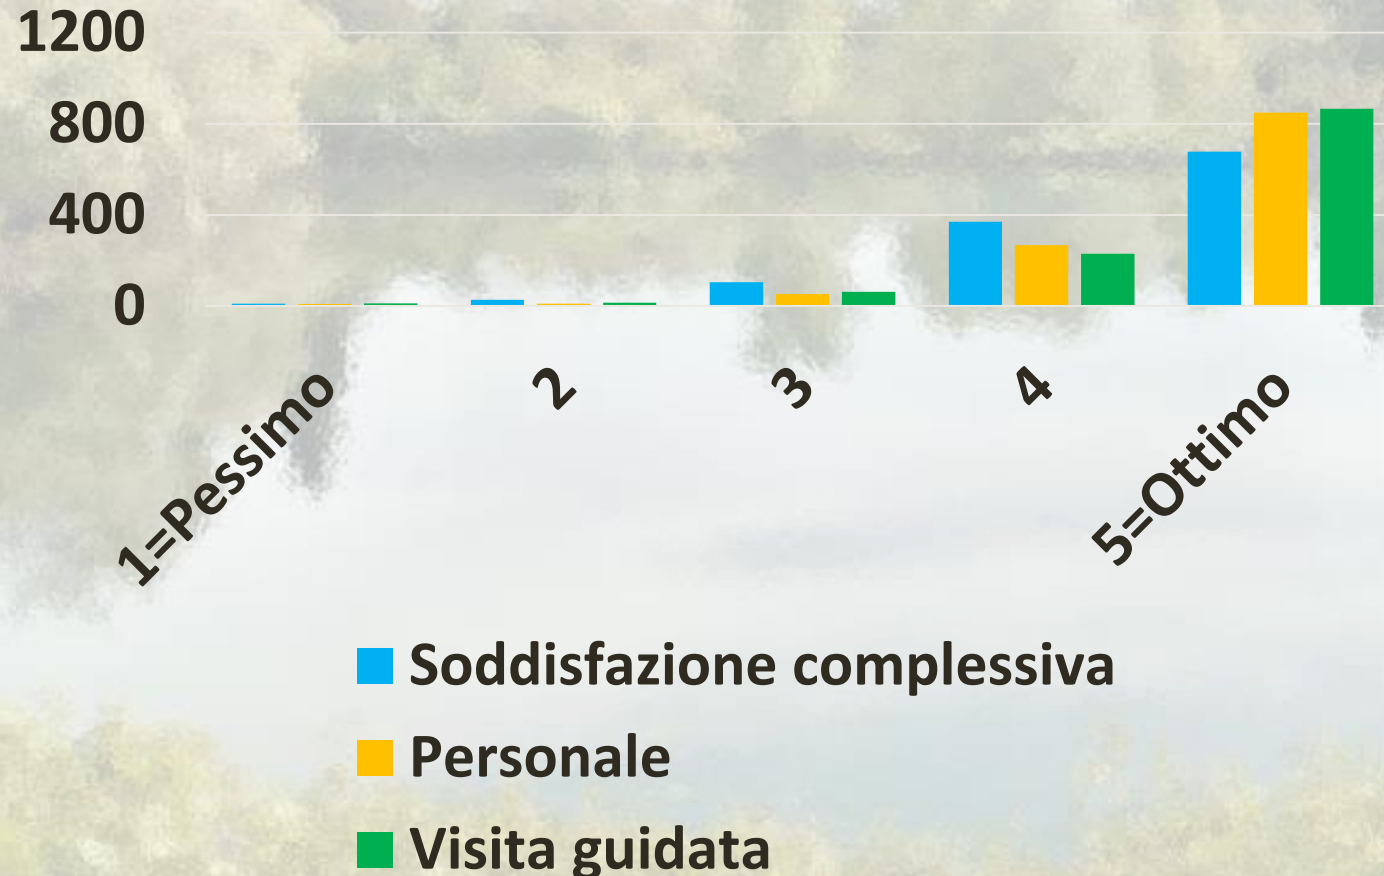 1200
800
400
0
1=Pessimo
2
3
4
5=Ottimo
Soddisfazione complessiva
Personale
Visita guidata